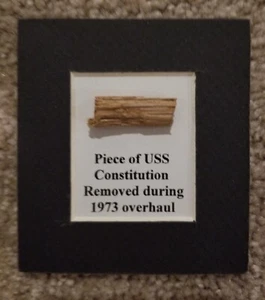 Piece of USS
Constitution
Removed during
1973 overhaul